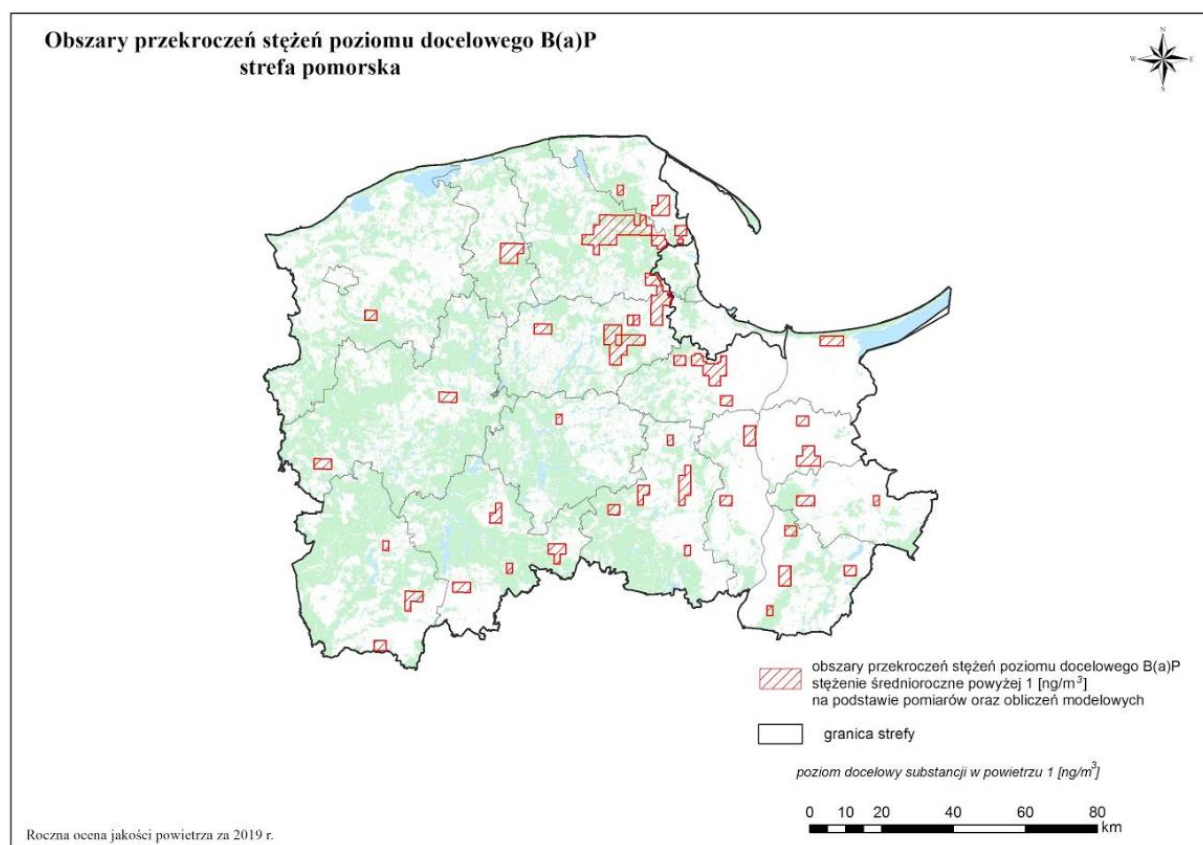 Obszary przekroczeń stężeń poziomu docelowego B(a)P
strefa pomorska
N
W
E
S
obszary przekroczeń stężeń poziomu docelowego B(a)P
stężenie średnioroczne powyżej 1 [ng/m³]
na podstawie pomiarów oraz obliczeń modelowych
granica strefy
poziom docelowy substancji w powietrzu 1 [ng/m³]
0 10 20 40 60 80
km
Roczna ocena jakości powietrza za 2019 r.